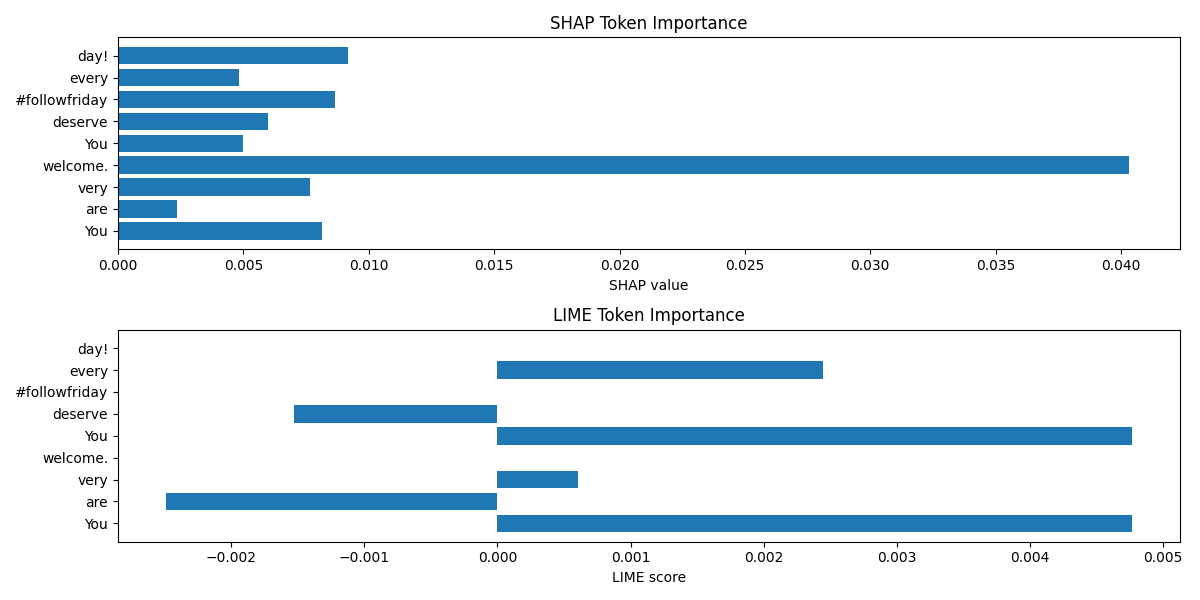 SHAP Token Importance
day!
every
#followfriday
deserve
You
welcome.
very
are
You
0.000 0.005 0.010 0.015 0.020 0.025 0.030 0.035 0.040
SHAP value
LIME Token Importance
day!
every
#followfriday
deserve
You
welcome.
very
are
You
−0.002 −0.001 0.000 0.001 0.002 0.003 0.004 0.005
LIME score